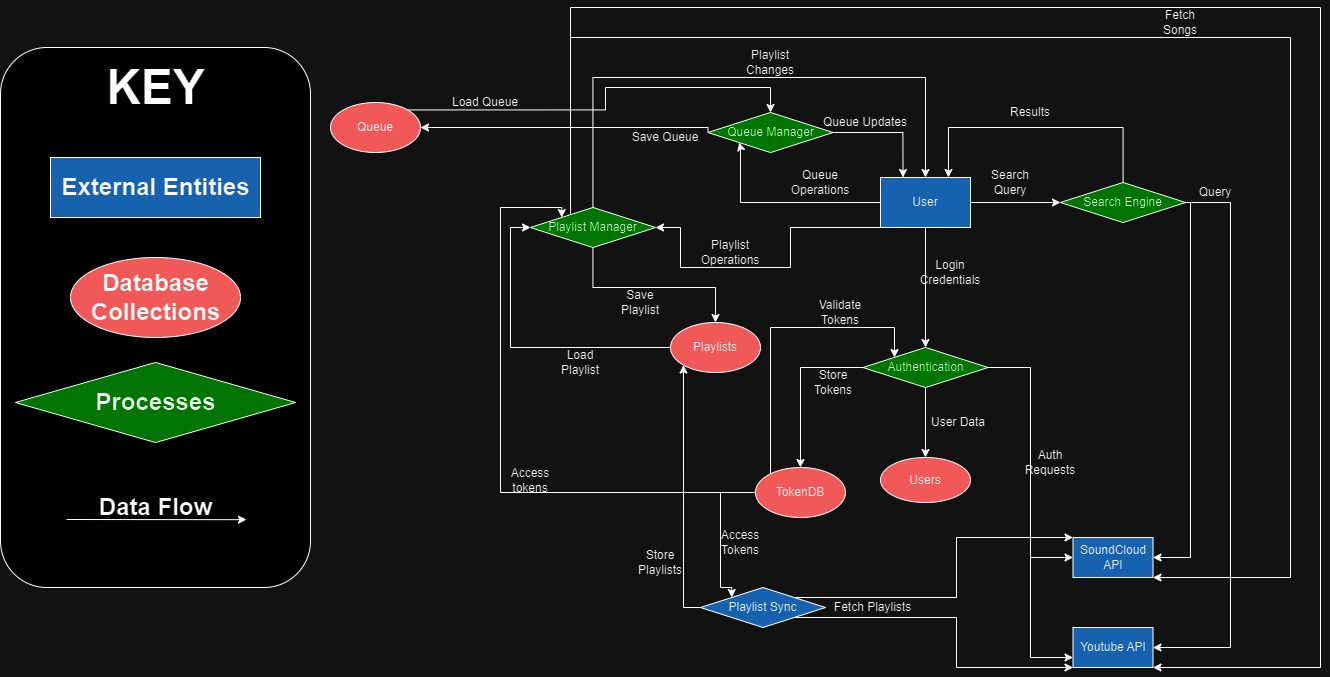 KEY
External Entities
Database
Collections
Processes
Data Flow
Fetch
Songs
Playlist
Changes
Load Queue
Queue
Queue Manager
Queue Updates
Save Queue
Results
Queue
Operations
Search
Query
Query
User
Search Engine
Playlist Manager
Playlist
Operations
Login
Credentials
Save
Playlist
Validate
Tokens
Playlists
Load
Playlist
Authentication
Store
Tokens
User Data
Auth
Requests
Access
tokens
TokenDB
Users
Access
Tokens
Store
Playlists
SoundCloud
API
Playlist Sync
Fetch Playlists
Youtube API